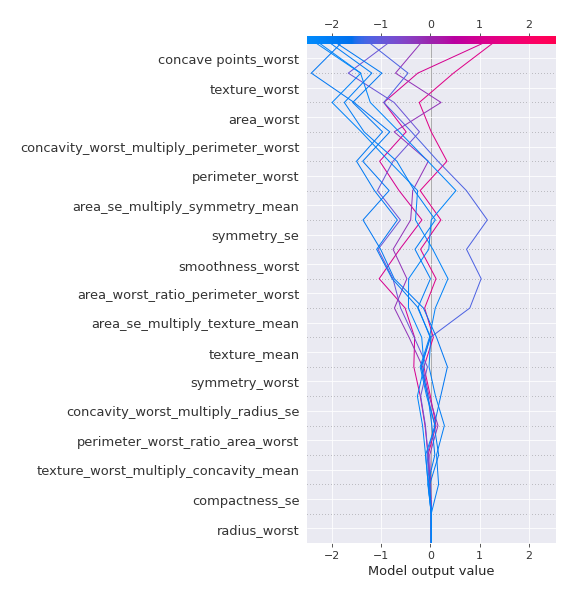 −2 −1 0 1 2
concave points_worst
texture_worst
area_worst
concavity_worst_multiply_perimeter_worst
perimeter_worst
area_se_multiply_symmetry_mean
symmetry_se
smoothness_worst
area_worst_ratio_perimeter_worst
area_se_multiply_texture_mean
texture_mean
symmetry_worst
concavity_worst_multiply_radius_se
perimeter_worst_ratio_area_worst
texture_worst_multiply_concavity_mean
compactness_se
radius_worst
−2 −1 0 1 2
Model output value